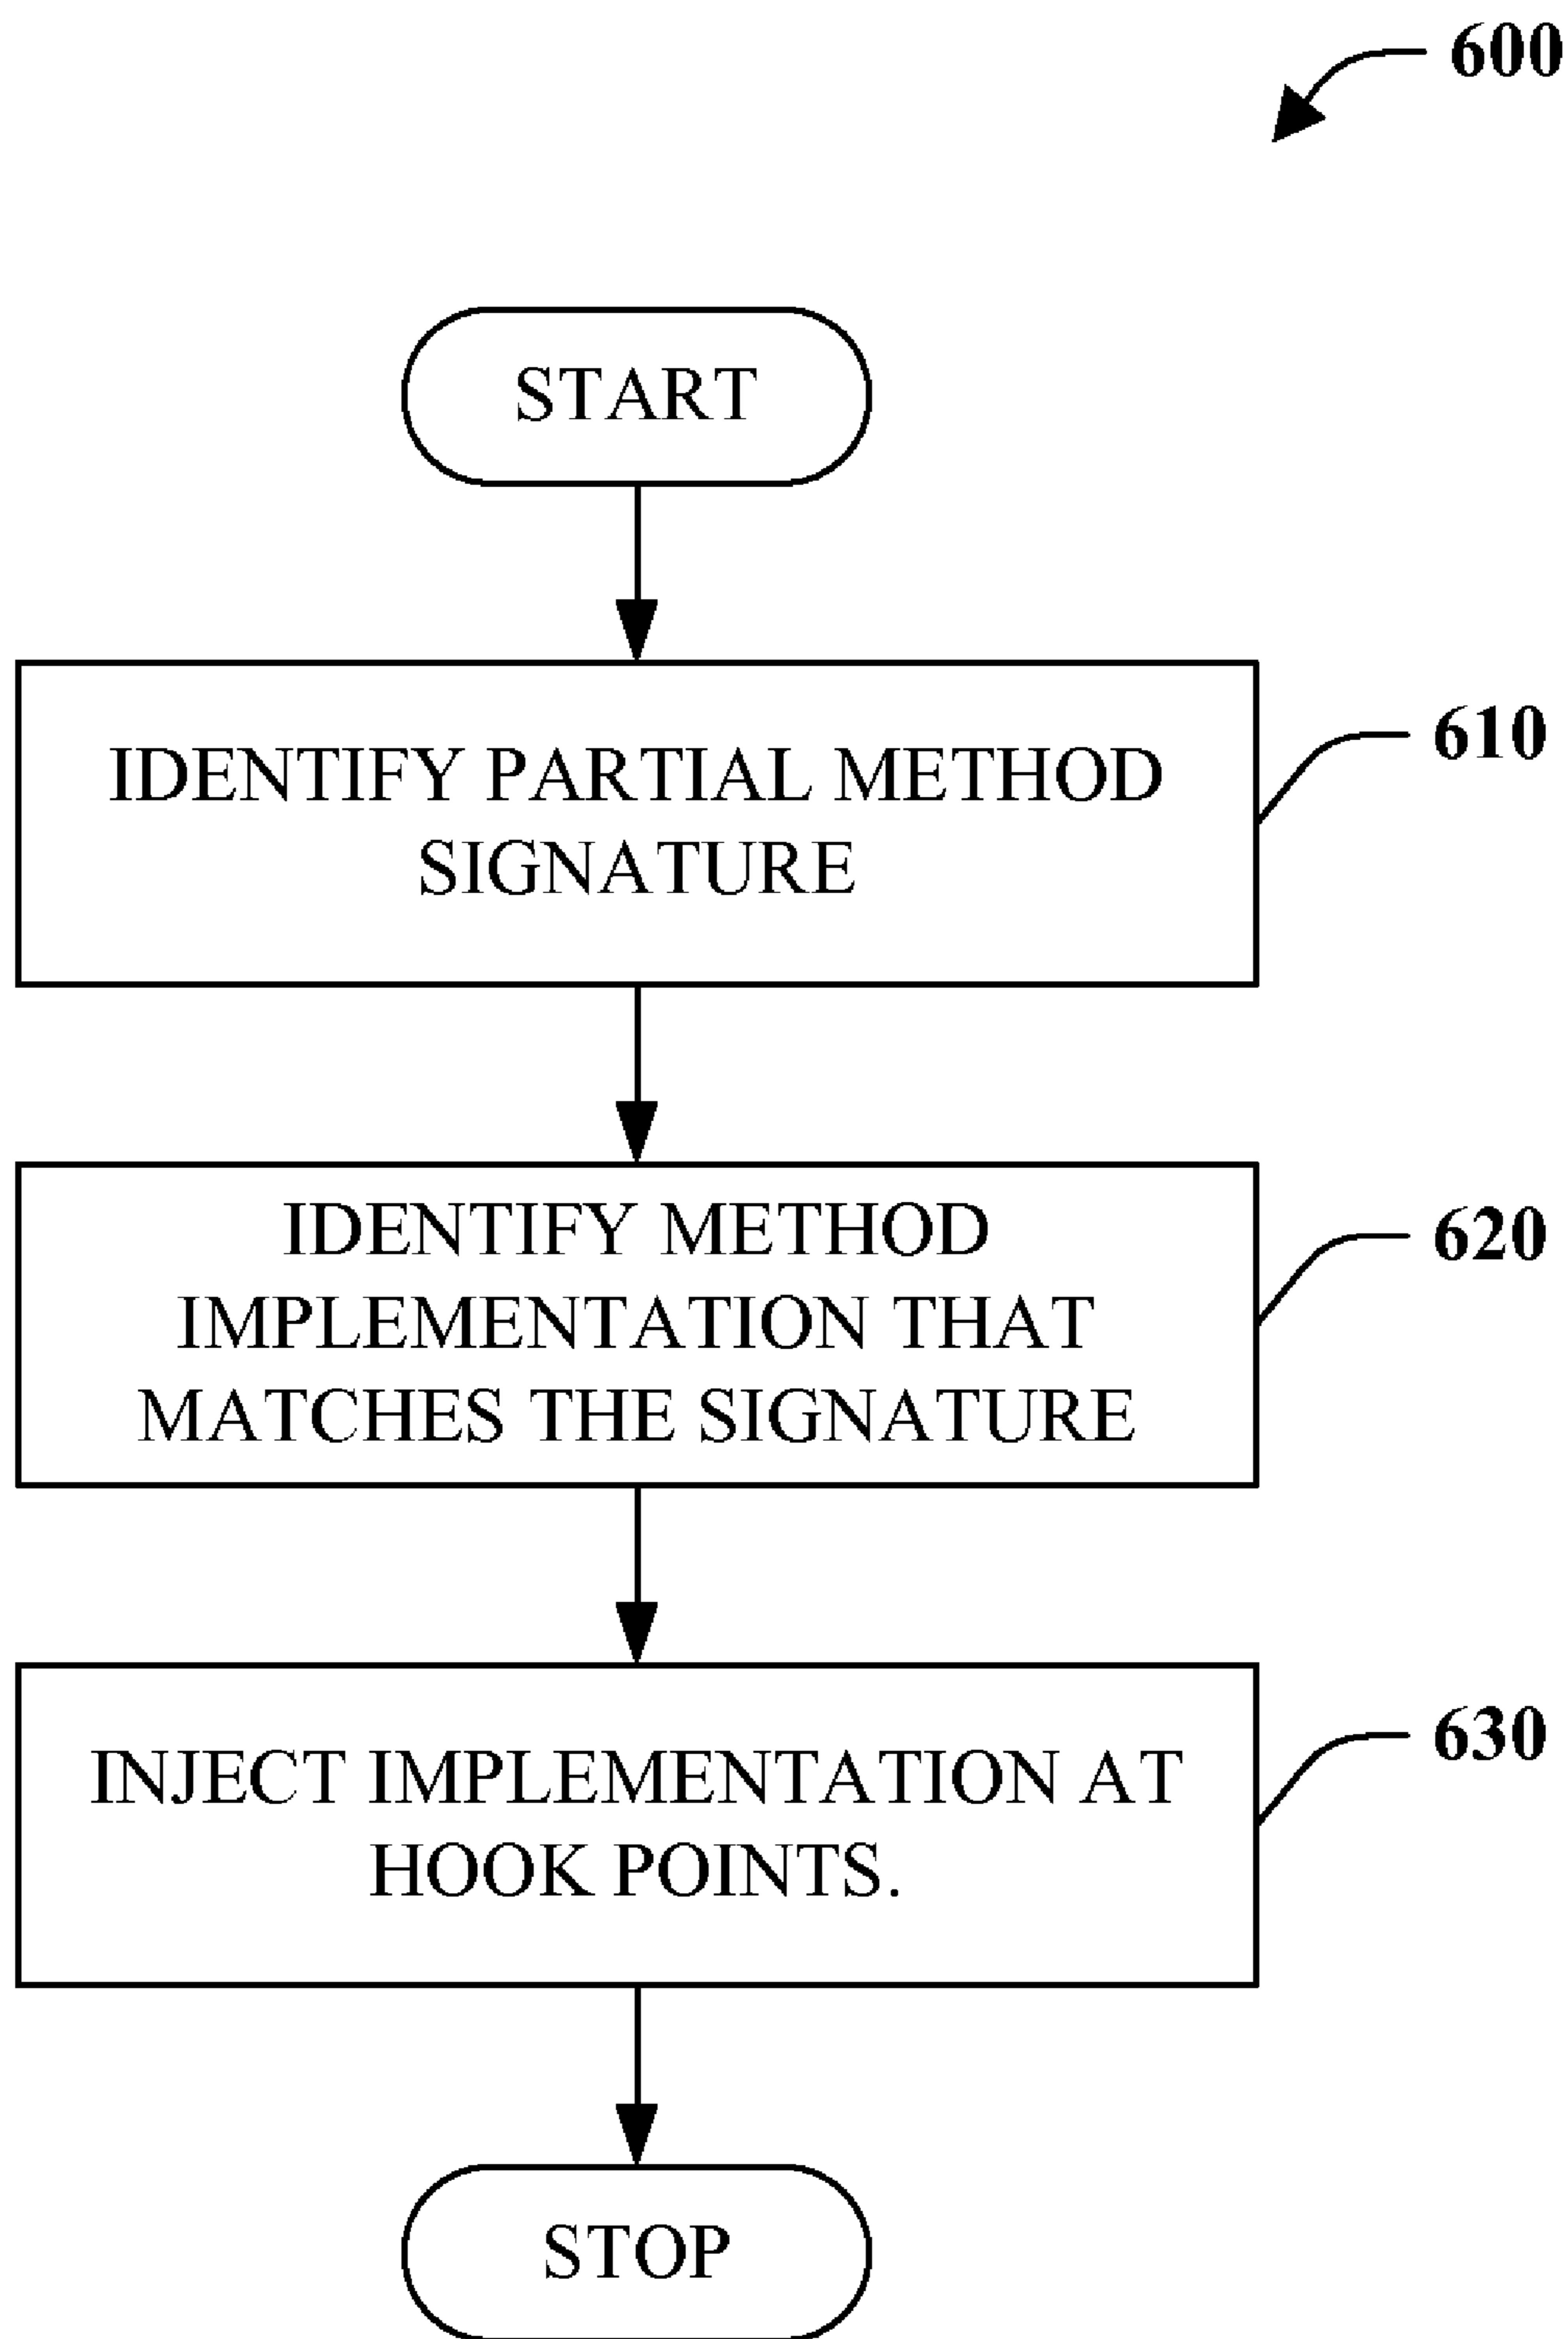 600
START
IDENTIFY PARTIAL METHOD
SIGNATURE
610
IDENTIFY METHOD
IMPLEMENTATION THAT
MATCHES THE SIGNATURE
620
INJECT IMPLEMENTATION AT
HOOK POINTS.
630
STOP